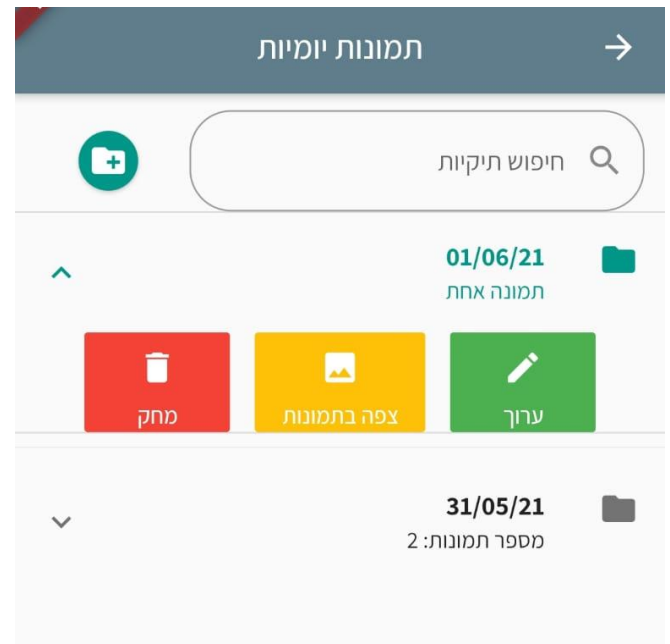 תמונות יומיות
חיפוש תיקיות
01/06/21
תמונה אחת
ערוך
צפה בתמונות
מחק
31/05/21
מספר תמונות: 2